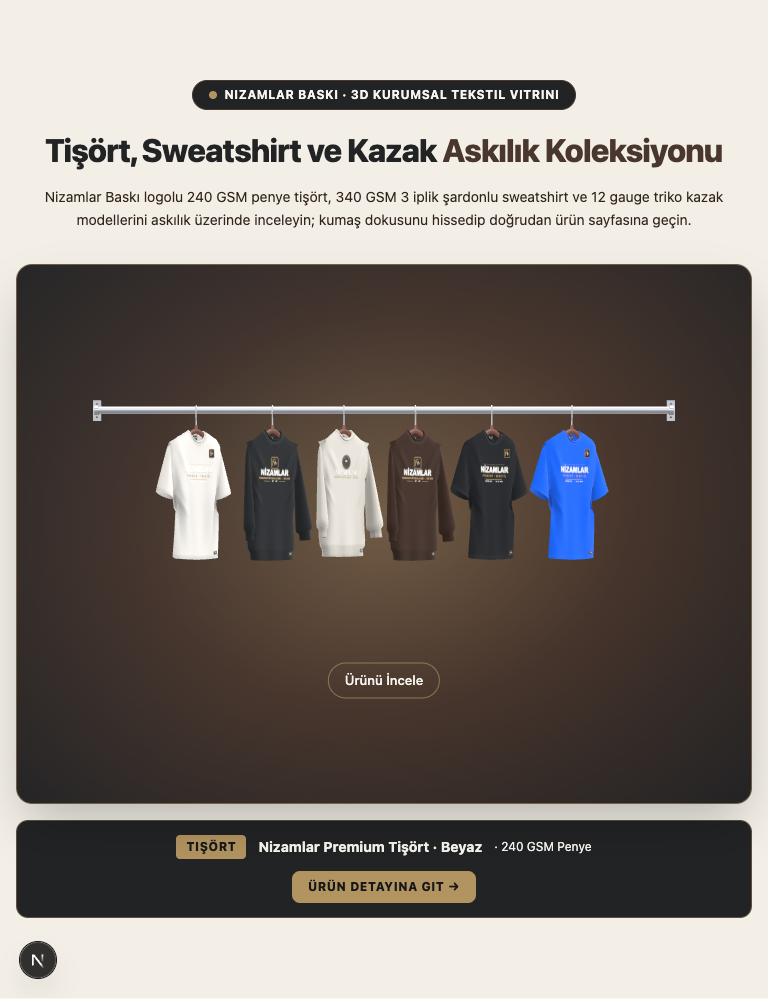 NIZAMLAR BASKI · 3D KURUMSAL TEKSTIL VITRINI
Tişört, Sweatshirt ve Kazak Askılık Koleksiyonu
Nizamlar Baskı logolu 240 GSM penye tişört, 340 GSM 3 iplik şardonlu sweatshirt ve 12 gauge triko kazak
modellerini askılık üzerinde inceleyin; kumaş dokusunu hissedip doğrudan ürün sayfasına geçin.
NİZAMLAR
NİZAMLAR
NİZAMLAR
NİZAMLAR
Ürünü İncele
TIŞÖRT Nizamlar Premium Tişört · Beyaz · 240 GSM Penye
ÜRÜN DETAYINA GIT →
N